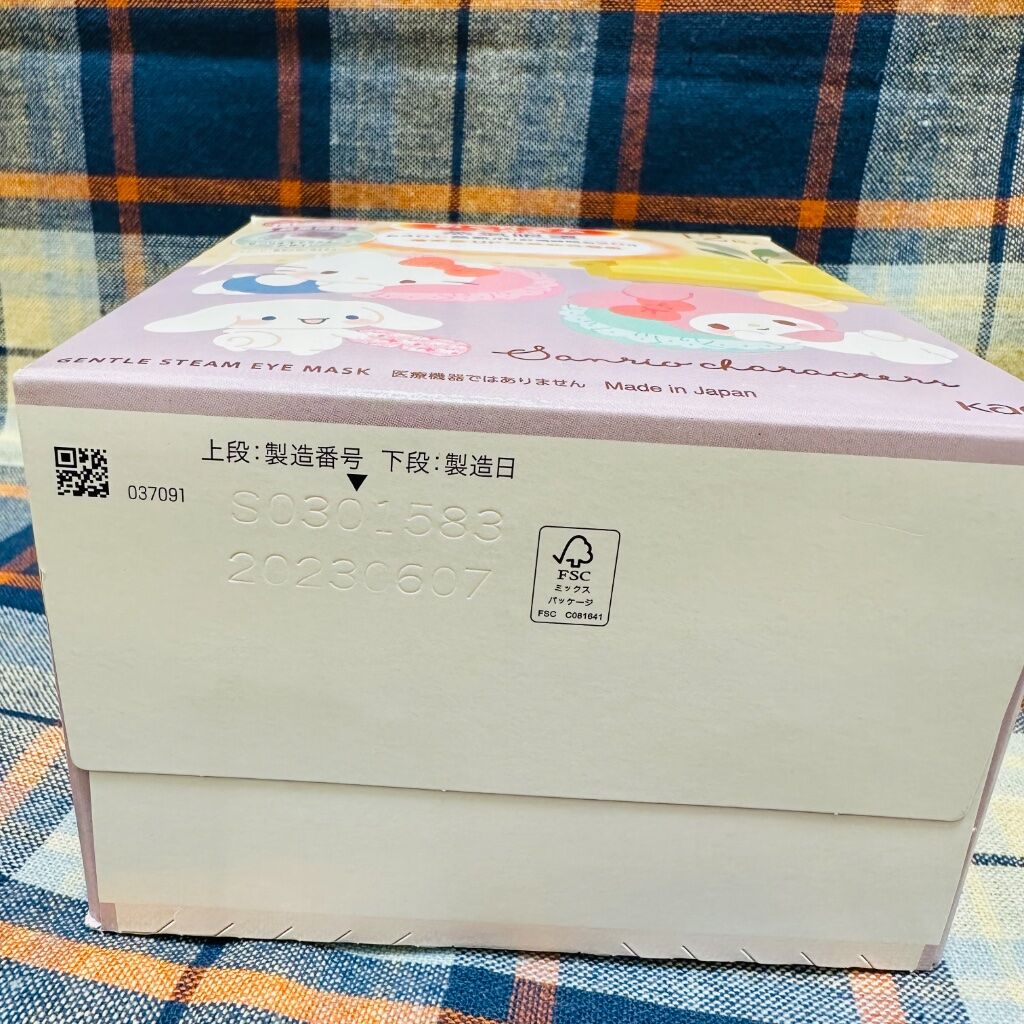 GENTLE STEAM EYE MASK 医療機器ではありません Made in Japan
Sanrio characters
上段:製造番号 下段:製造日
037091
S0301583
20230607
FSC
ミックス
パッケージ
FSC C081641